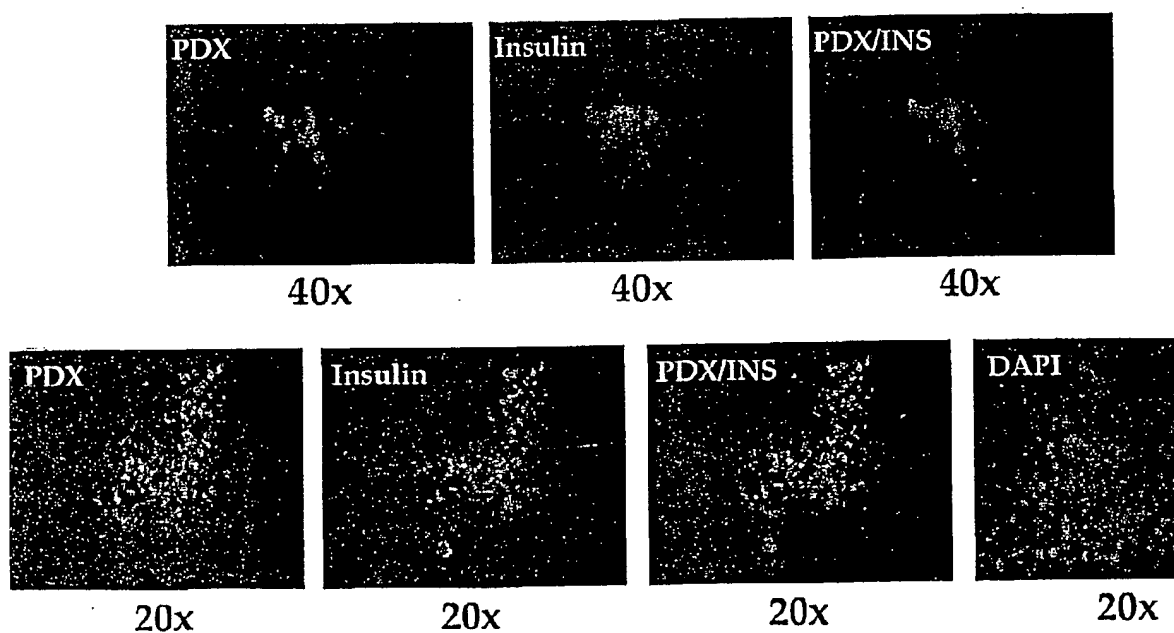 PDX Insulin PDX/INS
40x 40x 40x
PDX Insulin PDX/INS DAPI
20x 20x 20x 20x